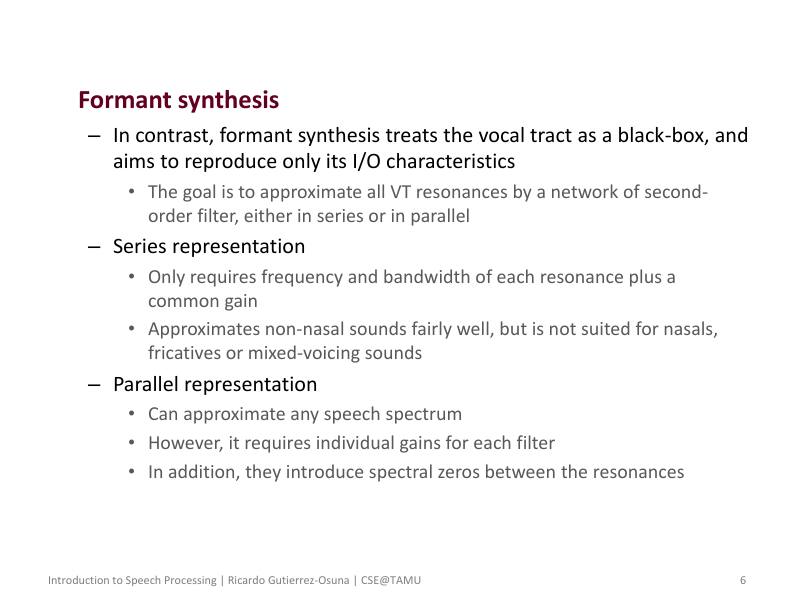 Formant synthesis
– In contrast, formant synthesis treats the vocal tract as a black-box, and
aims to reproduce only its I/O characteristics
• The goal is to approximate all VT resonances by a network of second-
order filter, either in series or in parallel
– Series representation
• Only requires frequency and bandwidth of each resonance plus a
common gain
• Approximates non-nasal sounds fairly well, but is not suited for nasals,
fricatives or mixed-voicing sounds
– Parallel representation
• Can approximate any speech spectrum
• However, it requires individual gains for each filter
• In addition, they introduce spectral zeros between the resonances
Introduction to Speech Processing | Ricardo Gutierrez-Osuna | CSE@TAMU 6